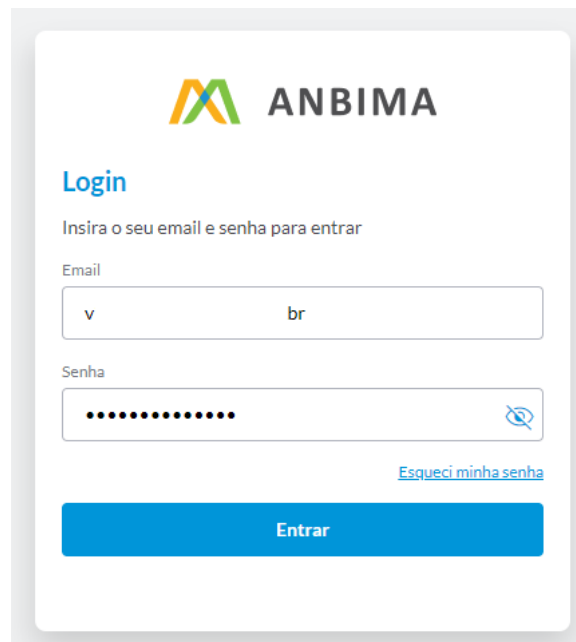 ANBIMA
Login
Insira o seu email e senha para entrar
Email
v br
Senha
••••••••••••••
Esqueci minha senha
Entrar